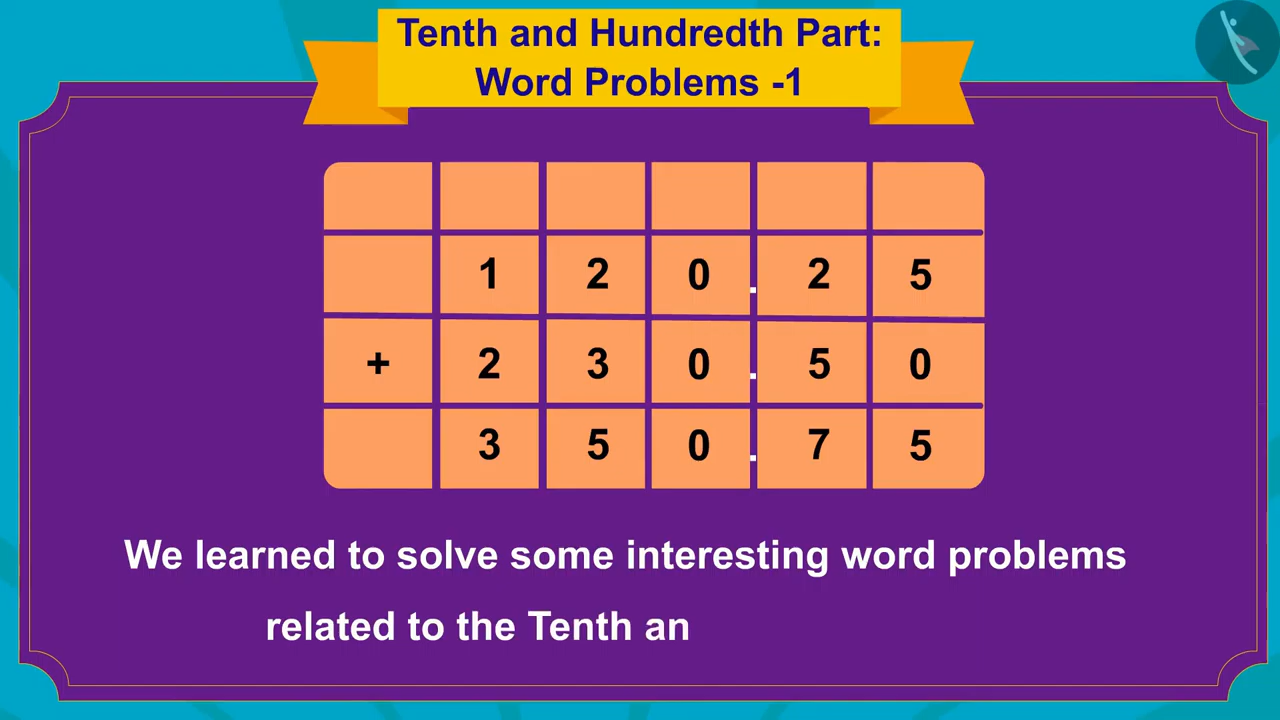 Tenth and Hundredth Part:
Word Problems -1
1 2 0 . 2 5
+ 2 3 0 . 5 0
3 5 0 . 7 5
We learned to solve some interesting word problems
related to the Tenth an